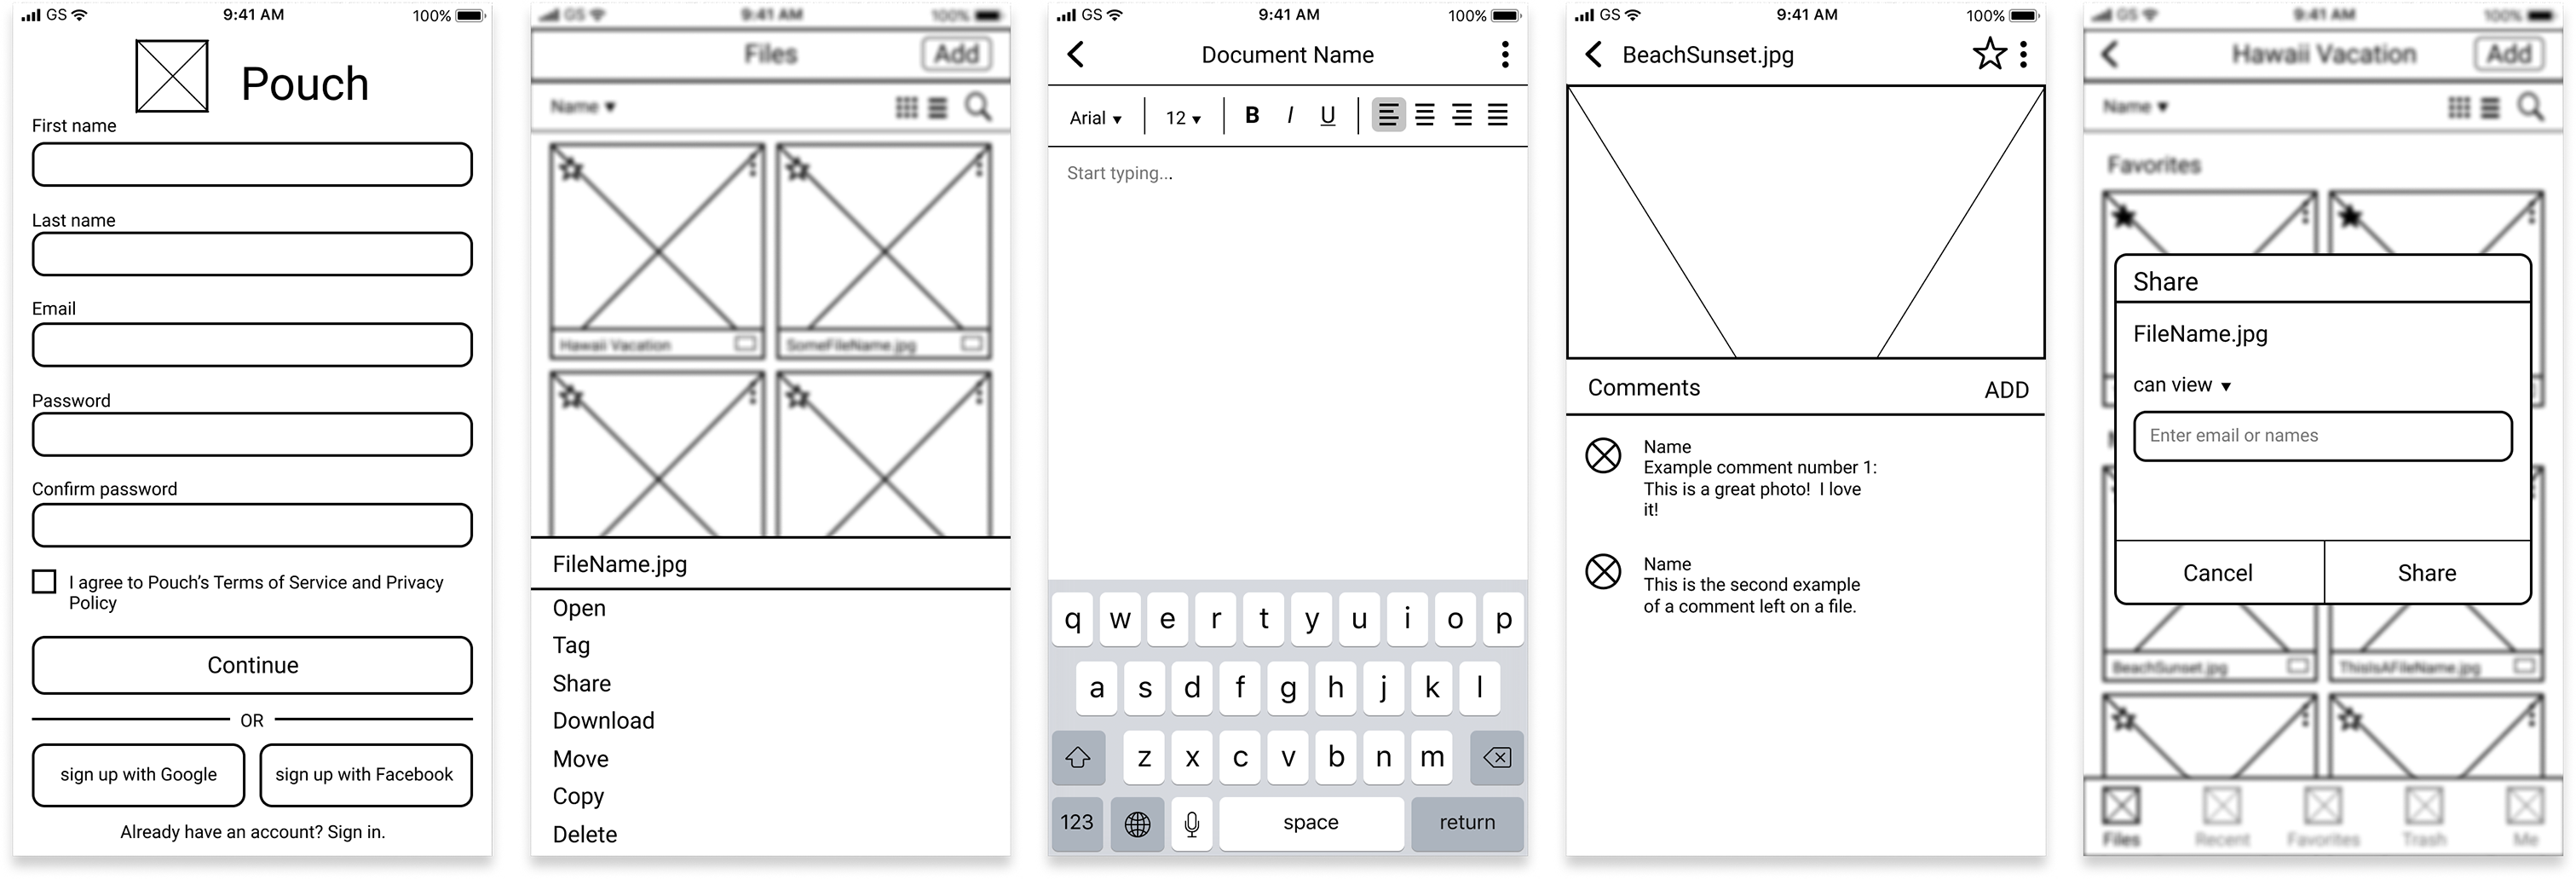 GS 9:41 AM 100%
Pouch
First name
Last name
Email
Password
Confirm password
I agree to Pouch’s Terms of Service and Privacy
Policy
Continue
OR
sign up with Google
sign up with Facebook
Already have an account? Sign in.
GS 9:41 AM 100%
Files
Add
Name ▼
Hawaii Vacation
SomeFileName.jpg
FileName.jpg
Open
Tag
Share
Download
Move
Copy
Delete
GS 9:41 AM 100%
Document Name
Arial ▼ 12 ▼ B I U
Start typing...
q w e r t y u i o p
a s d f g h j k l
z x c v b n m
123 space return
GS 9:41 AM 100%
BeachSunset.jpg
Comments ADD
Name
Example comment number 1:
This is a great photo!  I love
it!
Name
This is the second example
of a comment left on a file.
GS 9:41 AM 100%
Hawaii Vacation
Add
Name ▼
Favorites
Share
FileName.jpg
can view ▼
Enter email or names
Cancel Share
BeachSunset.jpg
ThisIsAFileName.jpg
Files Recent Favorites Trash Me